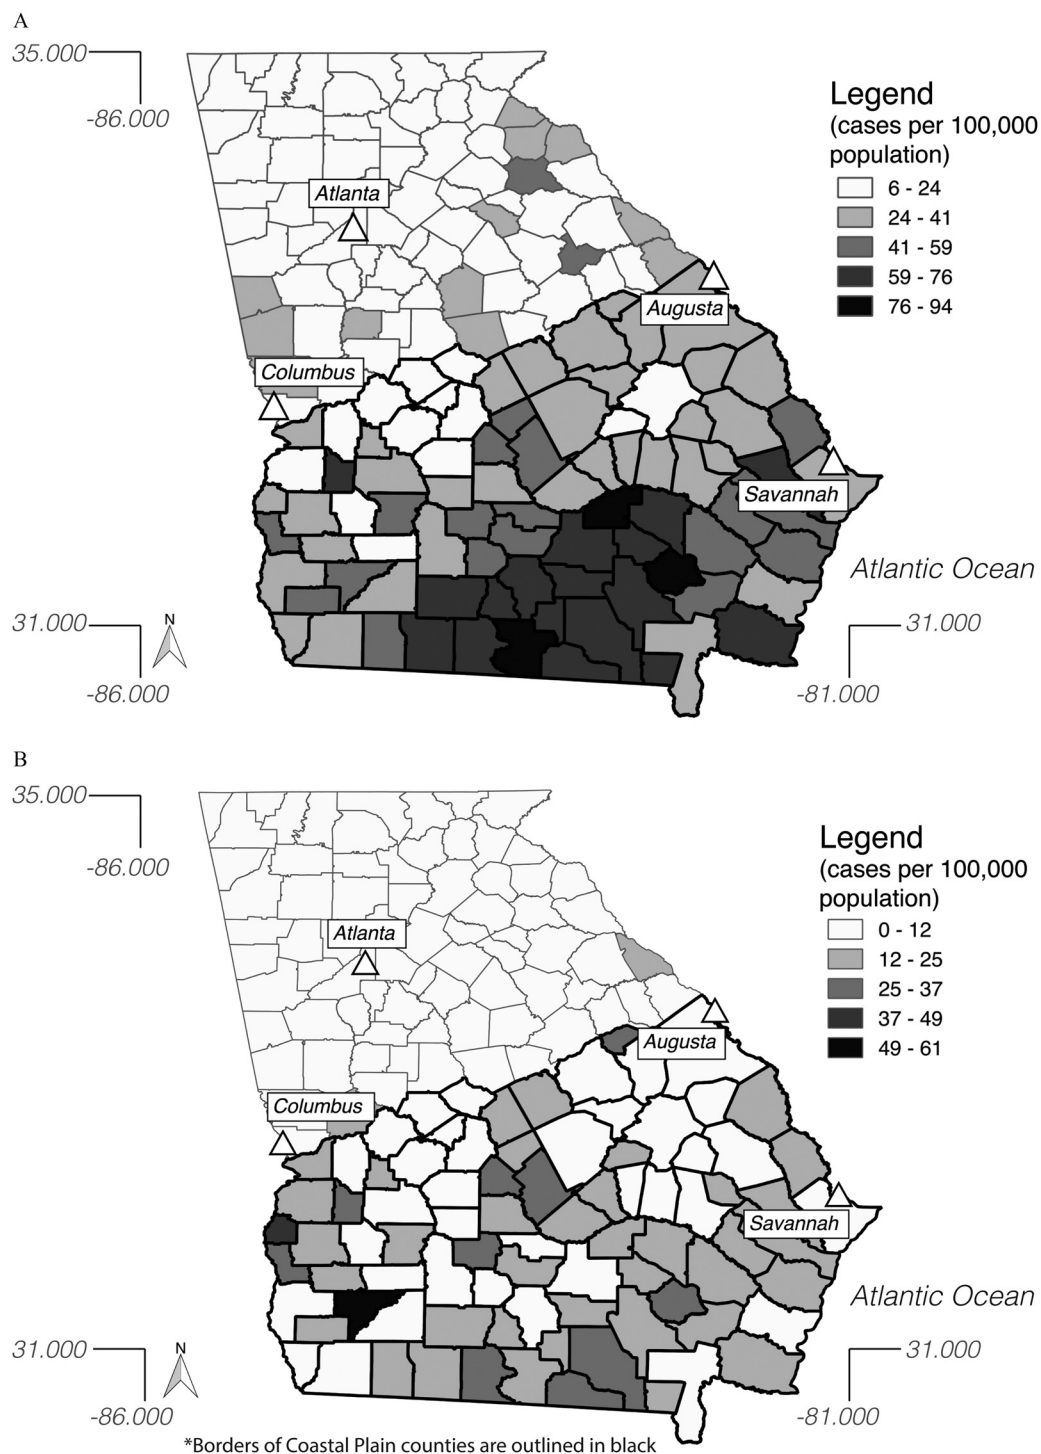 A
35.000
-86.000
Legend
(cases per 100,000
population)
6 - 24
24 - 41
41 - 59
59 - 76
76 - 94
Atlanta
Augusta
Columbus
Savannah
Atlantic Ocean
31.000
N
31.000
-86.000
-81.000
B
35.000
-86.000
Legend
(cases per 100,000
population)
0 - 12
12 - 25
25 - 37
37 - 49
49 - 61
Atlanta
Augusta
Columbus
Savannah
Atlantic Ocean
31.000
N
31.000
-86.000
-81.000
*Borders of Coastal Plain counties are outlined in black